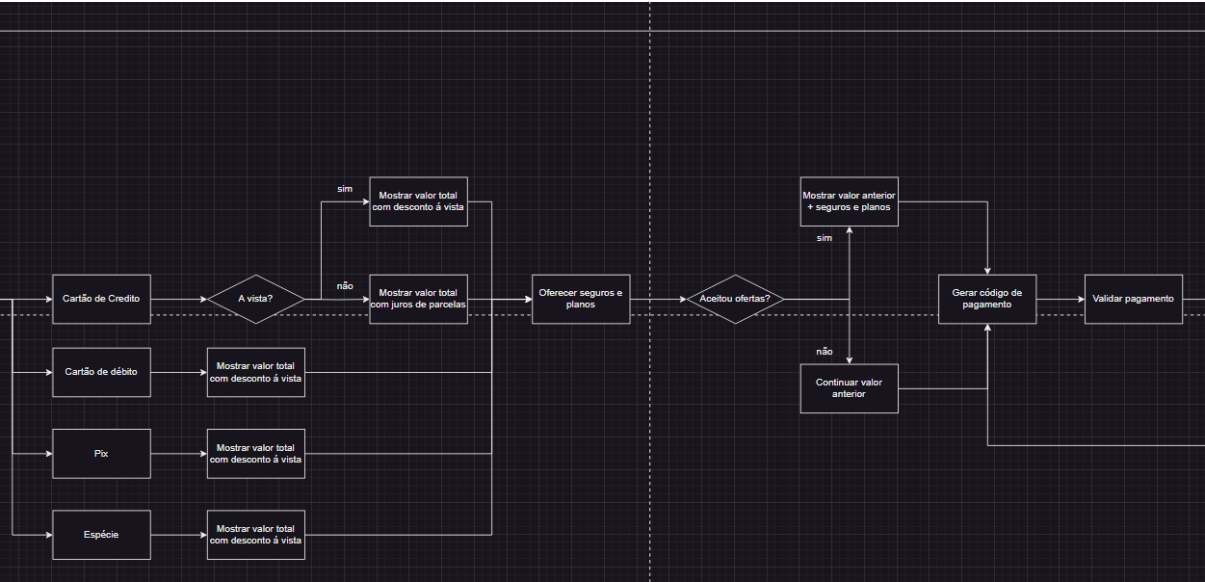 sim
Mostrar valor total
com desconto á vista
Mostrar valor anterior
+ seguros e planos
sim
Cartão de Credito
A vista?
não
Mostrar valor total
com juros de parcelas
Oferecer seguros e
planos
Aceitou ofertas?
Gerar código de
pagamento
Validar pagamento
não
Continuar valor
anterior
Cartão de débito
Mostrar valor total
com desconto á vista
Pix
Mostrar valor total
com desconto á vista
Espécie
Mostrar valor total
com desconto á vista